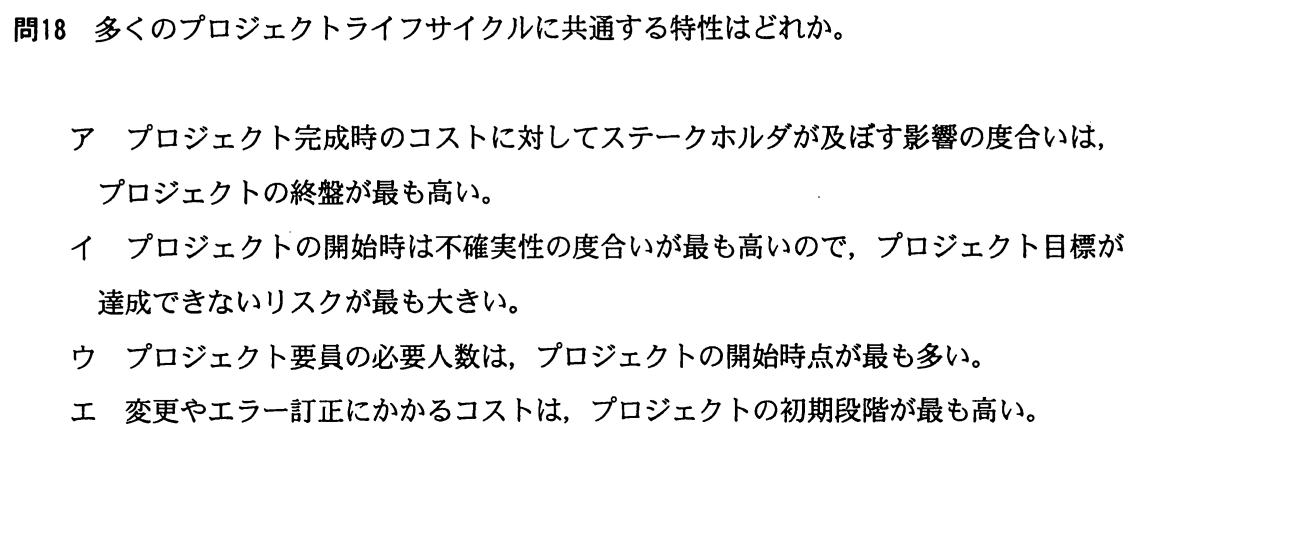 問18 多くのプロジェクトライフサイクルに共通する特性はどれか。
ア プロジェクト完成時のコストに対してステークホルダが及ぼす影響の度合いは,
プロジェクトの終盤が最も高い。
イ プロジェクトの開始時は不確実性の度合いが最も高いので,プロジェクト目標が
達成できないリスクが最も大きい。
ウ プロジェクト要員の必要人数は,プロジェクトの開始時点が最も多い。
エ 変更やエラー訂正にかかるコストは,プロジェクトの初期段階が最も高い。